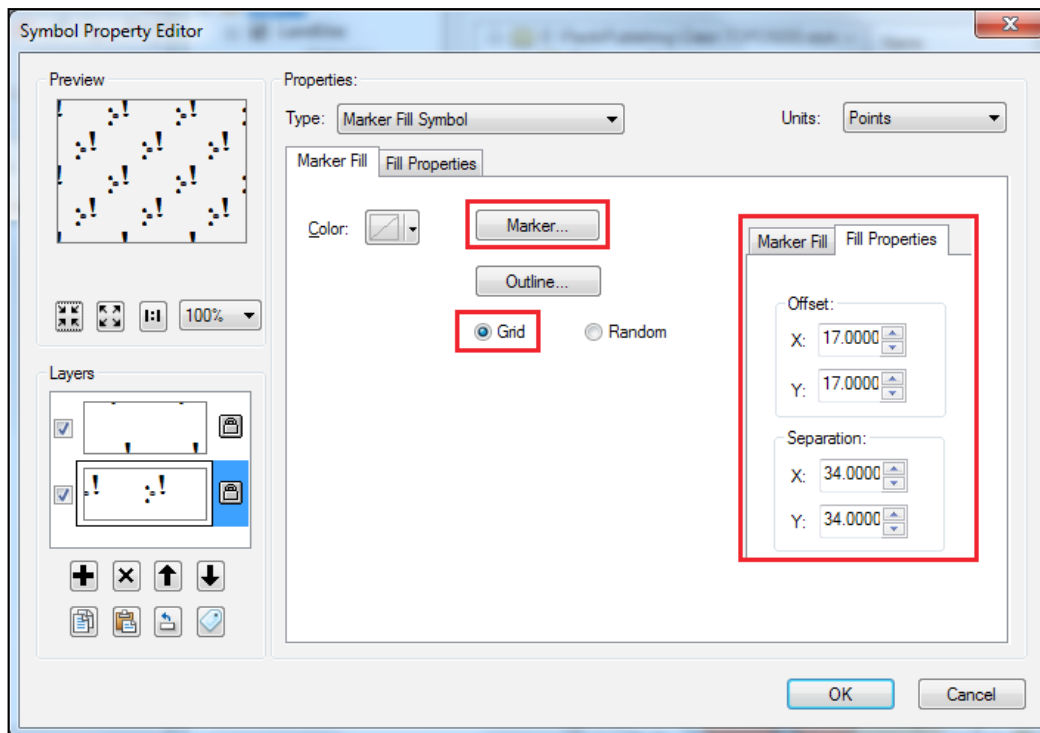 Symbol Property Editor
Preview
100%
Layers
Properties:
Type: Marker Fill Symbol
Units: Points
Marker Fill Fill Properties
Color:
Marker...
Outline...
Grid Random
Marker Fill Fill Properties
Offset:
X: 17.0000
Y: 17.0000
Separation:
X: 34.0000
Y: 34.0000
OK Cancel